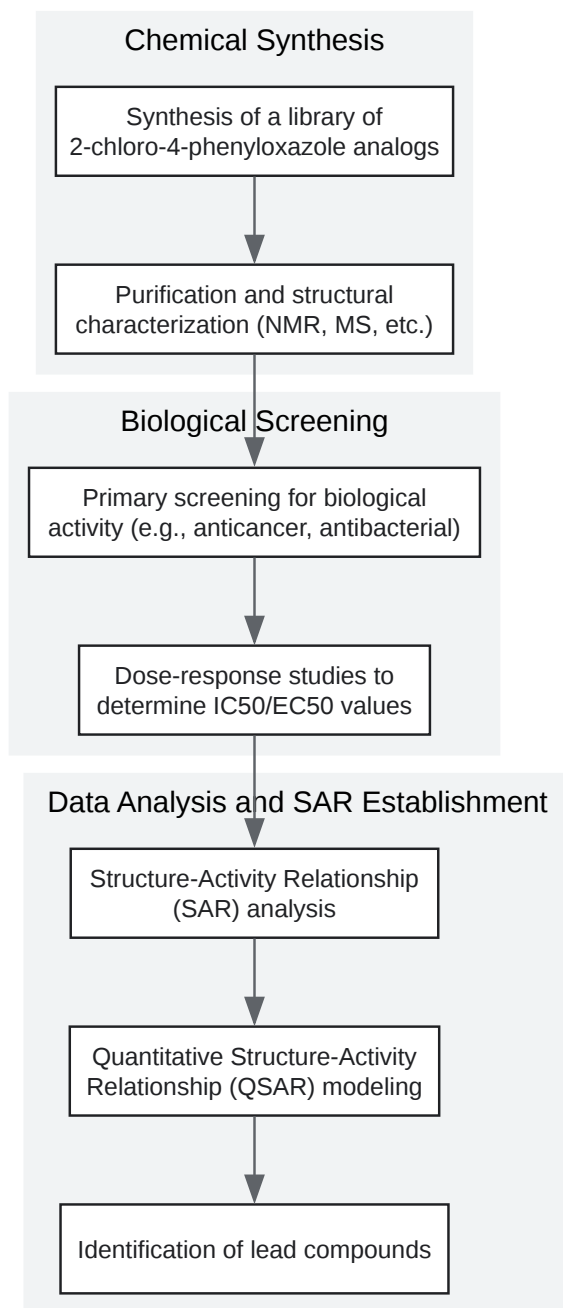 Chemical Synthesis
Synthesis of a library of
2-chloro-4-phenyloxazole analogs
Purification and structural
characterization (NMR, MS, etc.)
Biological Screening
Primary screening for biological
activity (e.g., anticancer, antibacterial)
Dose-response studies to
determine IC50/EC50 values
Data Analysis and SAR Establishment
Structure-Activity Relationship
(SAR) analysis
Quantitative Structure-Activity
Relationship (QSAR) modeling
Identification of lead compounds